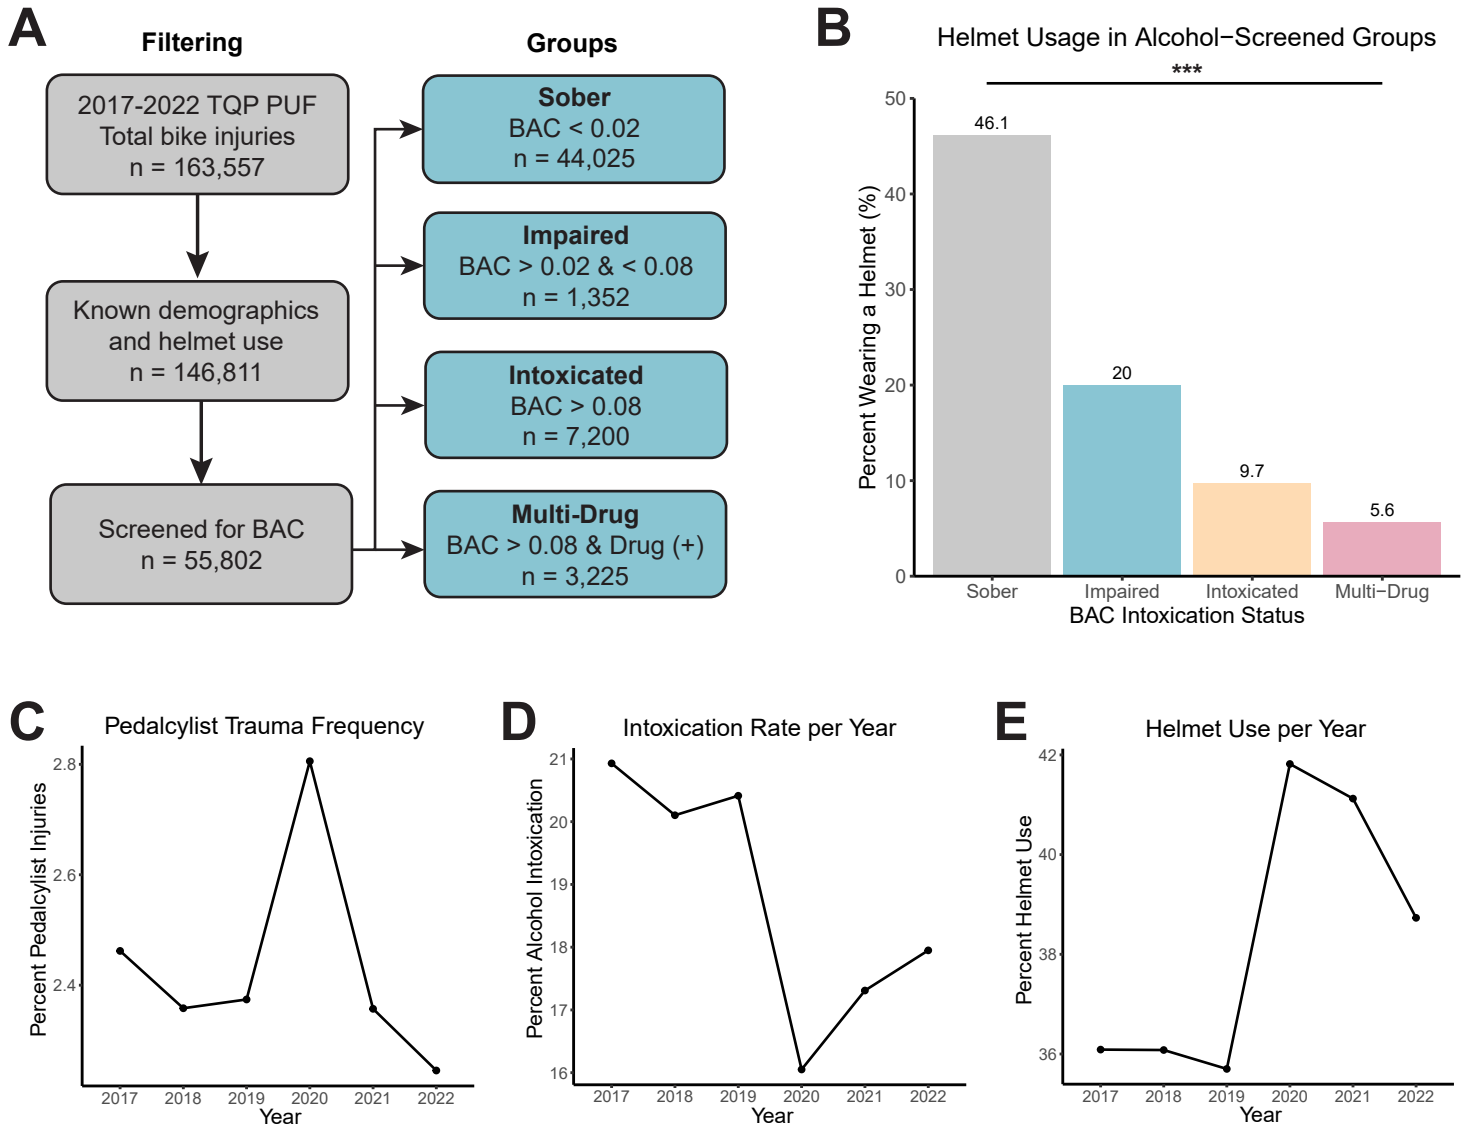 A
Filtering
Groups
2017-2022 TQP PUF
Total bike injuries
n = 163,557
Known demographics
and helmet use
n = 146,811
Screened for BAC
n = 55,802
Sober
BAC < 0.02
n = 44,025
Impaired
BAC > 0.02 & < 0.08
n = 1,352
Intoxicated
BAC > 0.08
n = 7,200
Multi-Drug
BAC > 0.08 & Drug (+)
n = 3,225
B
Helmet Usage in Alcohol−Screened Groups
***
Percent Wearing a Helmet (%)
50
40
30
20
10
0
46.1
20
9.7
5.6
Sober
Impaired
Intoxicated
Multi−Drug
BAC Intoxication Status
C
Pedalcylist Trauma Frequency
Percent Pedalcylist Injuries
2.8
2.6
2.4
2017 2018 2019 2020 2021 2022
Year
D
Intoxication Rate per Year
Percent Alcohol Intoxication
21
20
19
18
17
16
2017 2018 2019 2020 2021 2022
Year
E
Helmet Use per Year
Percent Helmet Use
42
40
38
36
2017 2018 2019 2020 2021 2022
Year